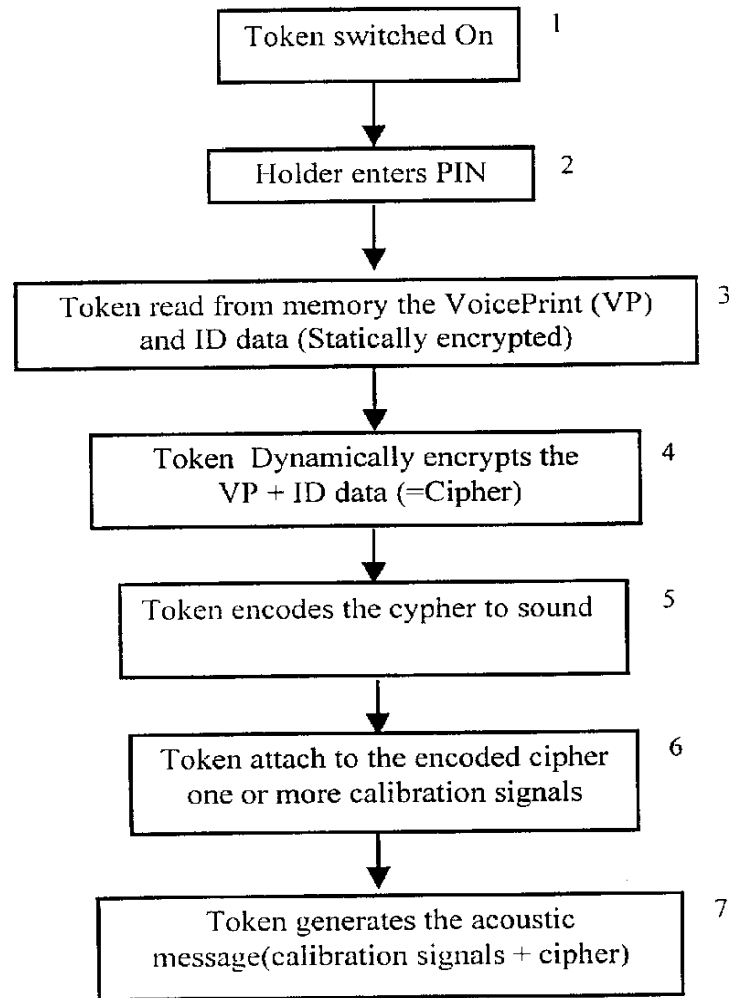 Token switched On
1
Holder enters PIN
2
Token read from memory the VoicePrint (VP)
and ID data (Statically encrypted)
3
Token Dynamically encrypts the
VP + ID data (=Cipher)
4
Token encodes the cypher to sound
5
Token attach to the encoded cipher
one or more calibration signals
6
Token generates the acoustic
message(calibration signals + cipher)
7